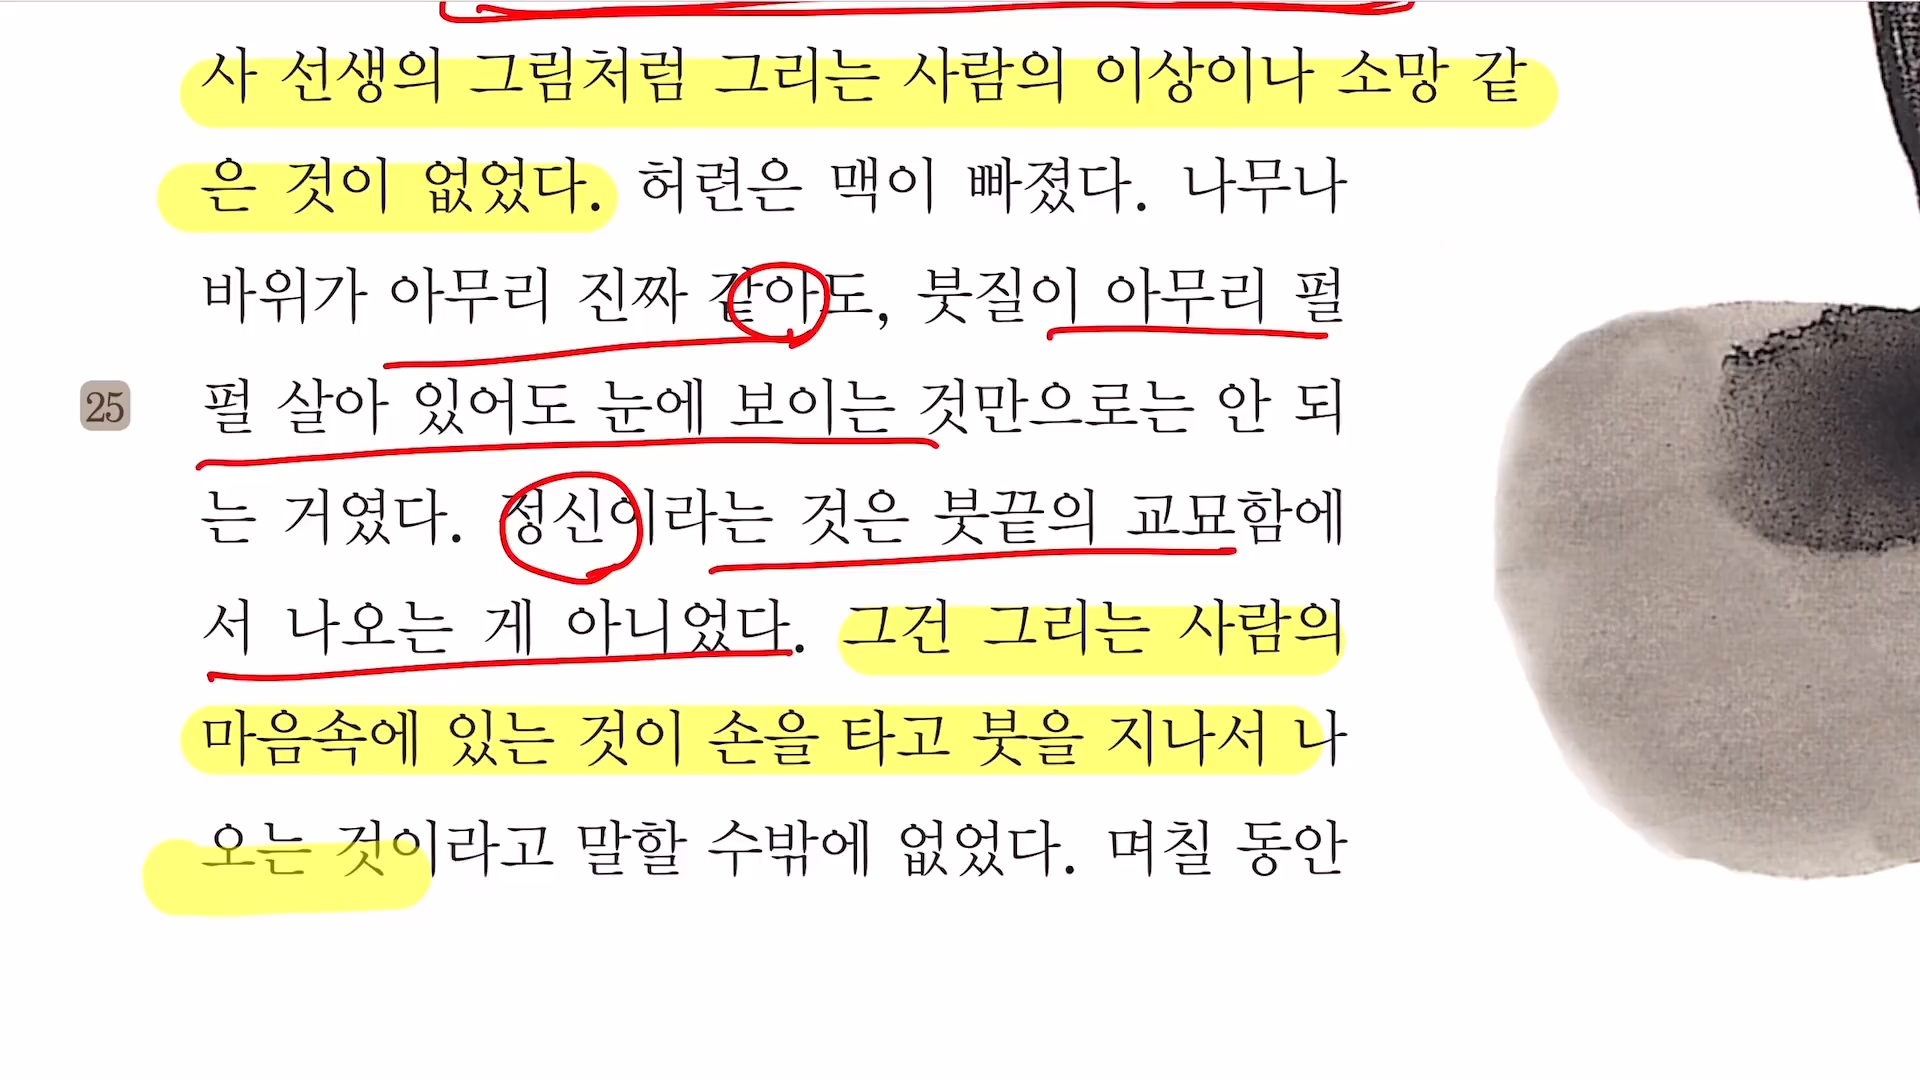 사 선생의 그림처럼 그리는 사람의 이상이나 소망 같
은 것이 없었다. 허련은 맥이 빠졌다. 나무나
바위가 아무리 진짜 같아도, 붓질이 아무리 펄
25 펄 살아 있어도 눈에 보이는 것만으로는 안 되
는 거였다. 정신이라는 것은 붓끝의 교묘함에
서 나오는 게 아니었다. 그건 그리는 사람의
마음속에 있는 것이 손을 타고 붓을 지나서 나
오는 것이라고 말할 수밖에 없었다. 며칠 동안